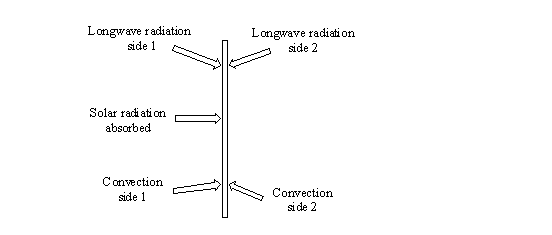 Longwave radiation
side 1
Longwave radiation
side 2
Solar radiation
absorbed
Convection
side 1
Convection
side 2